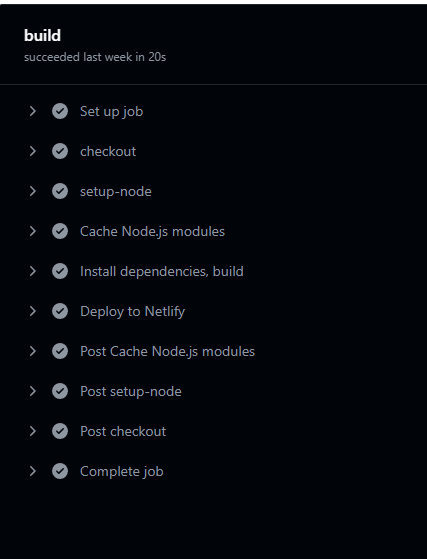 build
succeeded last week in 20s
Set up job
checkout
setup-node
Cache Node.js modules
Install dependencies, build
Deploy to Netlify
Post Cache Node.js modules
Post setup-node
Post checkout
Complete job